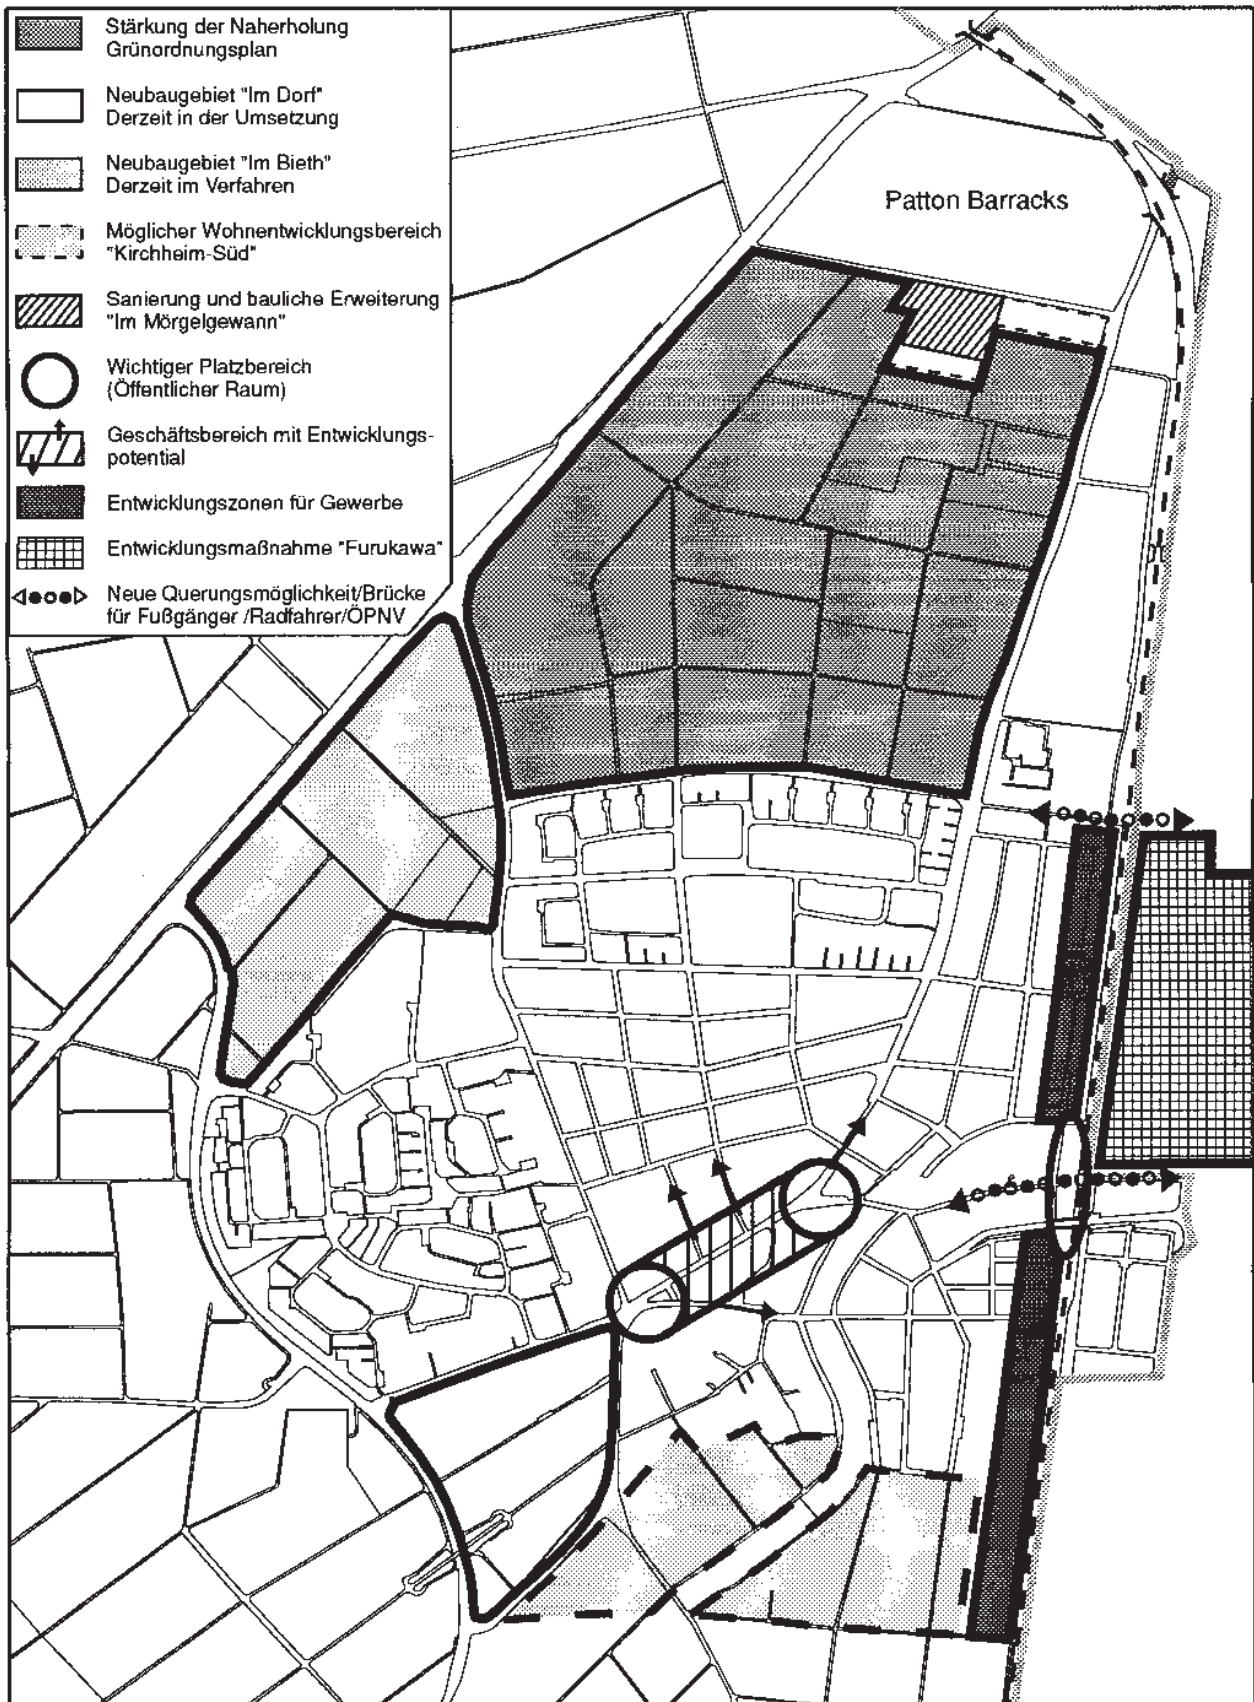 Stärkung der Naherholung
Grünordnungsplan
Neubaugebiet "Im Dorf"
Derzeit in der Umsetzung
Neubaugebiet "Im Bieth"
Derzeit im Verfahren
Möglicher Wohnentwicklungsbereich
"Kirchheim-Süd"
Sanierung und bauliche Erweiterung
"Im Mörgelgewann"
Wichtiger Platzbereich
(Öffentlicher Raum)
Geschäftsbereich mit Entwicklungs-
potential
Entwicklungszonen für Gewerbe
Entwicklungsmaßnahme "Furukawa"
Neue Querungsmöglichkeit/Brücke
für Fußgänger /Radfahrer/ÖPNV
Patton Barracks